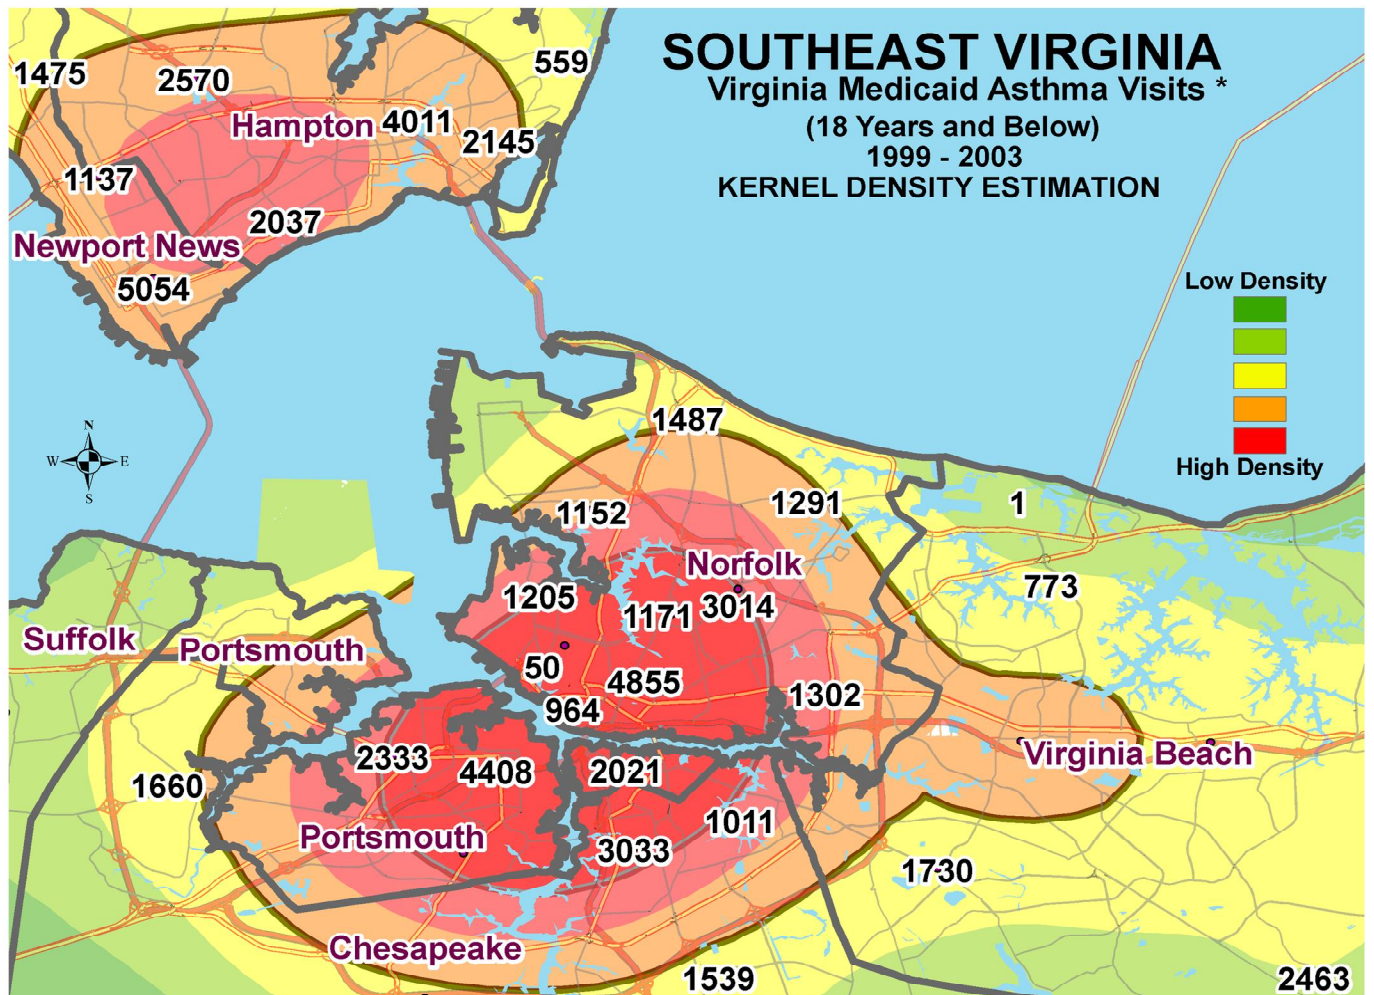 SOUTHEAST VIRGINIA
Virginia Medicaid Asthma Visits *
(18 Years and Below)
1999 - 2003
KERNEL DENSITY ESTIMATION
559
1475
2570
Hampton
4011
2145
1137
2037
Newport News
5054
Low Density
High Density
N
W
E
S
1487
1152
1291
1
Norfolk
773
1205
1171
3014
Suffolk
Portsmouth
50
4855
964
1302
2333
4408
2021
Virginia Beach
1660
Portsmouth
1011
3033
1730
Chesapeake
1539
2463